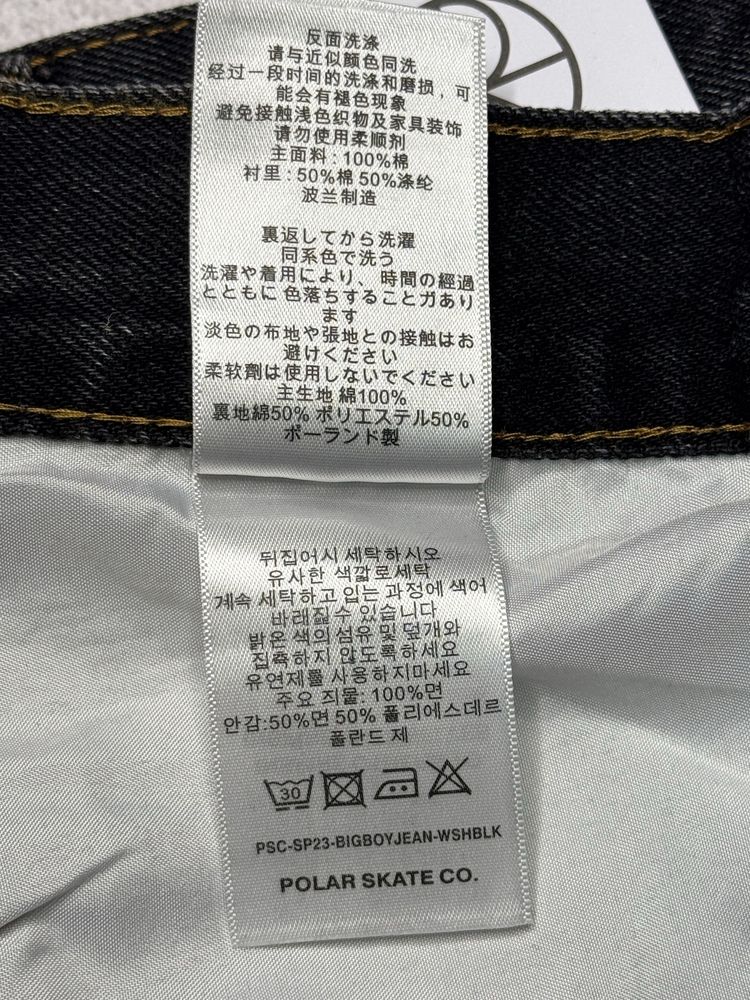 反面洗涤
请与近似颜色同洗
经过一段时间的洗涤和磨损，可
能会有褪色现象
避免接触浅色织物及家具装饰
请勿使用柔顺剂
主面料：100%棉
衬里：50%棉 50%涤纶
波兰制造
裏返してから洗濯
同系色で洗う
洗濯や着用により、時間の經過
とともに 色落ちすること力あり
ます
淡色の布地や張地との接触はお
避けください
柔软劑は使用しないでください
主生地 綿100%
裏地綿50% ポリエステル50%
ポーランド製
뒤집어시 세탁하시오
유사한 색깔로세탁
계속 세탁하고 입는 과정에 색어
바래질수 있습니다
밝은 색의 섬유 및 덮개와
집측하지 않도록하세요
유연제를 사용하지마세요
주요 직물: 100%면
안감:50%면 50% 폴리에스데르
폴란드 제
30
PSC-SP23-BIGBOYJEAN-WSHBLK
POLAR SKATE CO.